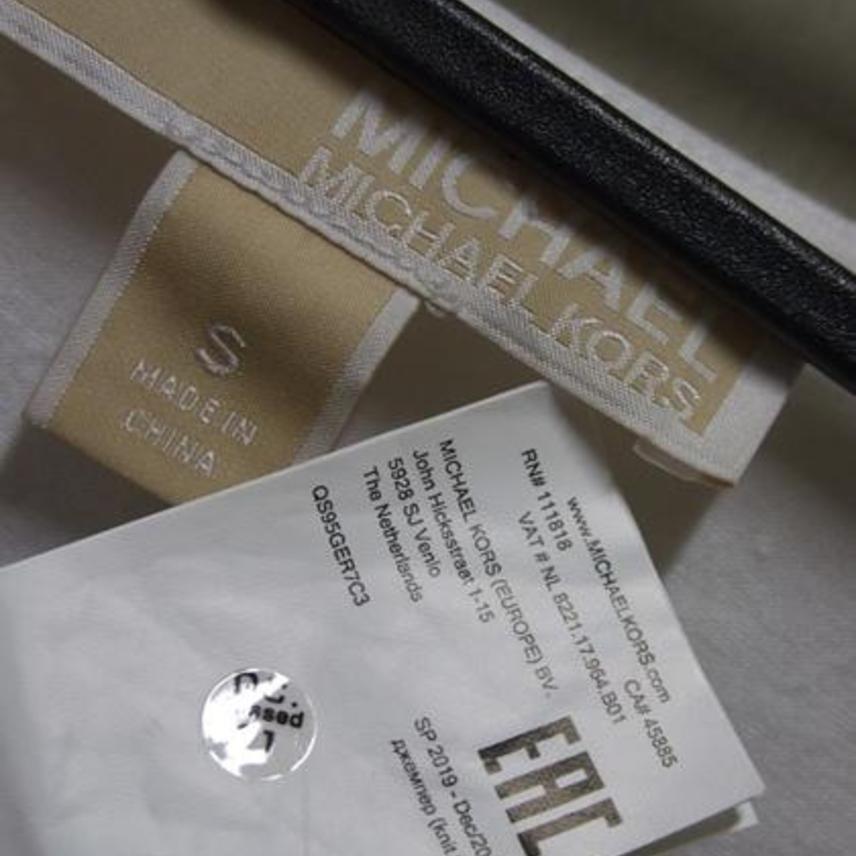 MICHAEL
MICHAEL KORS
S
MADE IN
CHINA
www.MICHAELKORS.com
RN# 111818 CA# 45885
VAT # NL 8221.17.964.B01
MICHAEL KORS (EUROPE) BV.
John Hicksstraat 1-15
5928 SJ Venlo
The Netherlands
QS95GER7C3
EAC
SP 2019 - Dec/20
джемпер (knit